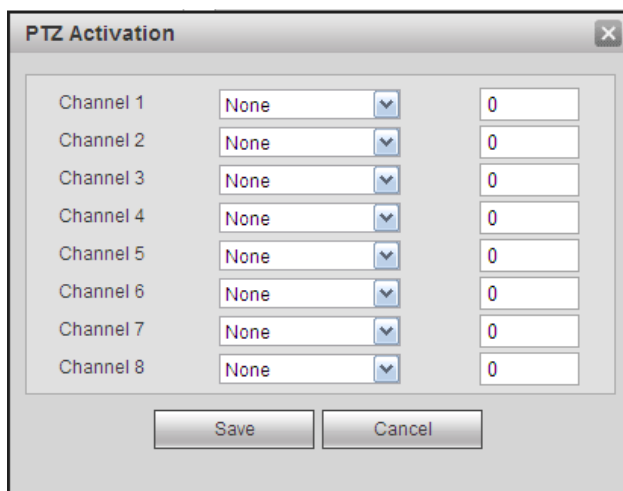 PTZ Activation
Channel 1 None 0
Channel 2 None 0
Channel 3 None 0
Channel 4 None 0
Channel 5 None 0
Channel 6 None 0
Channel 7 None 0
Channel 8 None 0
Save Cancel